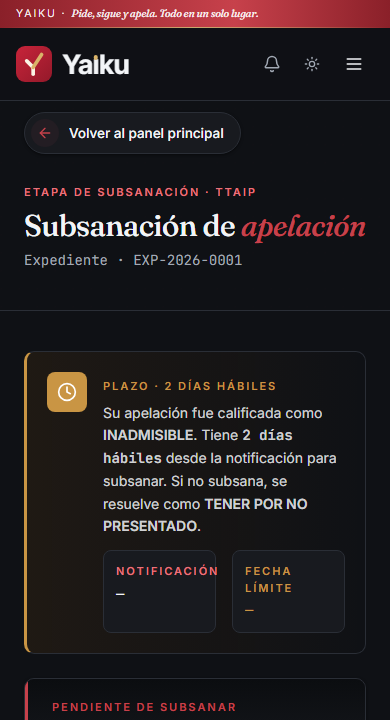 YAIKU · Pide, sigue y apela. Todo en un solo lugar.
Yaiku
Volver al panel principal
ETAPA DE SUBSANACIÓN · TTAIP
Subsanación de apelación
Expediente · EXP-2026-0001
PLAZO · 2 DÍAS HÁBILES
Su apelación fue calificada como
INADMISIBLE. Tiene 2 días
hábiles desde la notificación para
subsanar. Si no subsana, se
resuelve como TENER POR NO
PRESENTADO.
NOTIFICACIÓN
—
FECHA
LÍMITE
—
PENDIENTE DE SUBSANAR